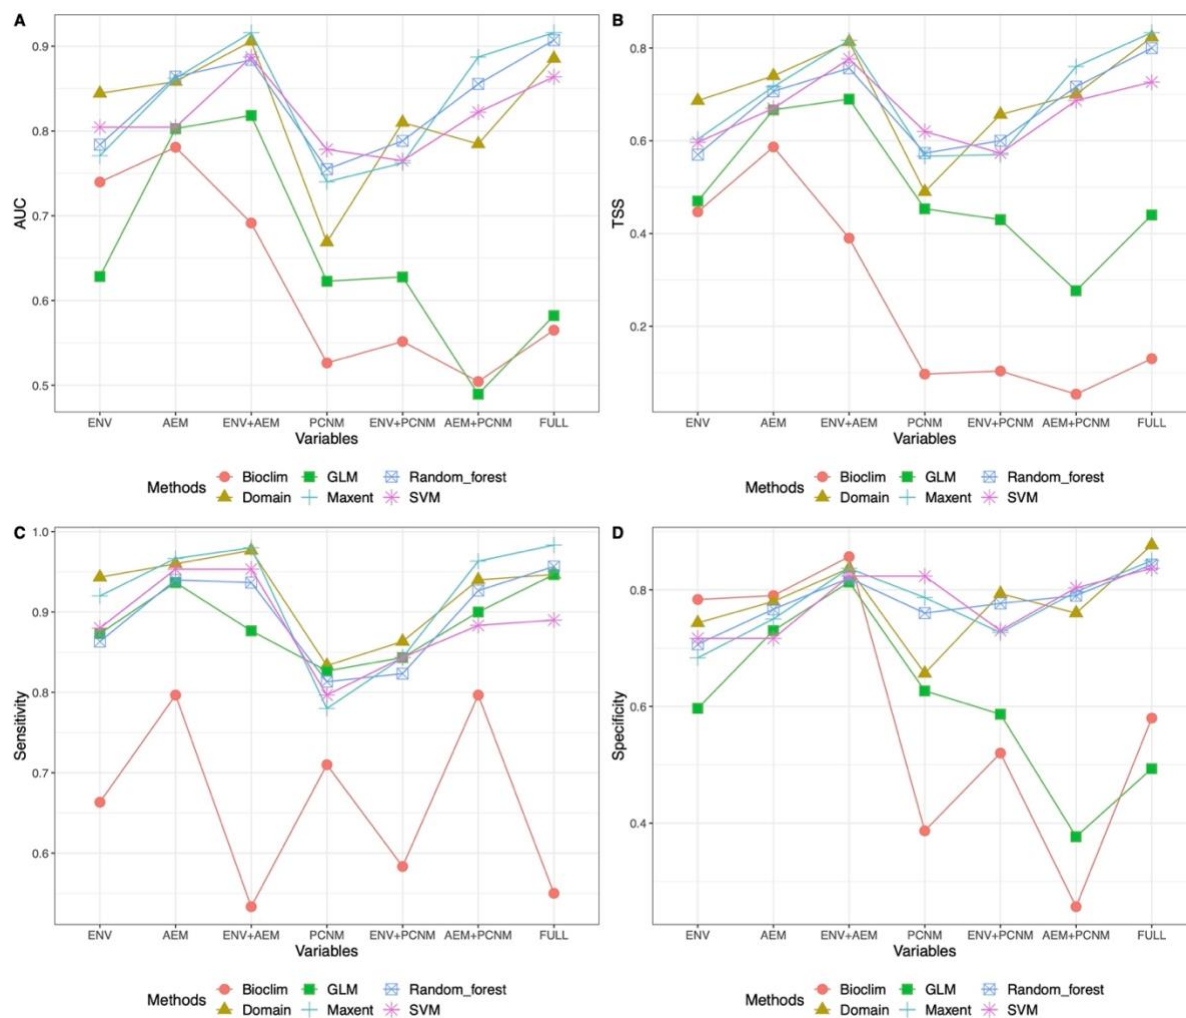 A
AUC
0.9
0.8
0.7
0.6
0.5
ENV AEM ENV+AEM PCNM ENV+PCNM AEM+PCNM FULL
Variables
Methods Bioclim GLM Random_forest
Domain Maxent SVM
B
TSS
0.8
0.6
0.4
0.2
ENV AEM ENV+AEM PCNM ENV+PCNM AEM+PCNM FULL
Variables
Methods Bioclim GLM Random_forest
Domain Maxent SVM
C
Sensitivity
1.0
0.9
0.8
0.7
0.6
ENV AEM ENV+AEM PCNM ENV+PCNM AEM+PCNM FULL
Variables
Methods Bioclim GLM Random_forest
Domain Maxent SVM
D
Specificity
0.8
0.6
0.4
ENV AEM ENV+AEM PCNM ENV+PCNM AEM+PCNM FULL
Variables
Methods Bioclim GLM Random_forest
Domain Maxent SVM